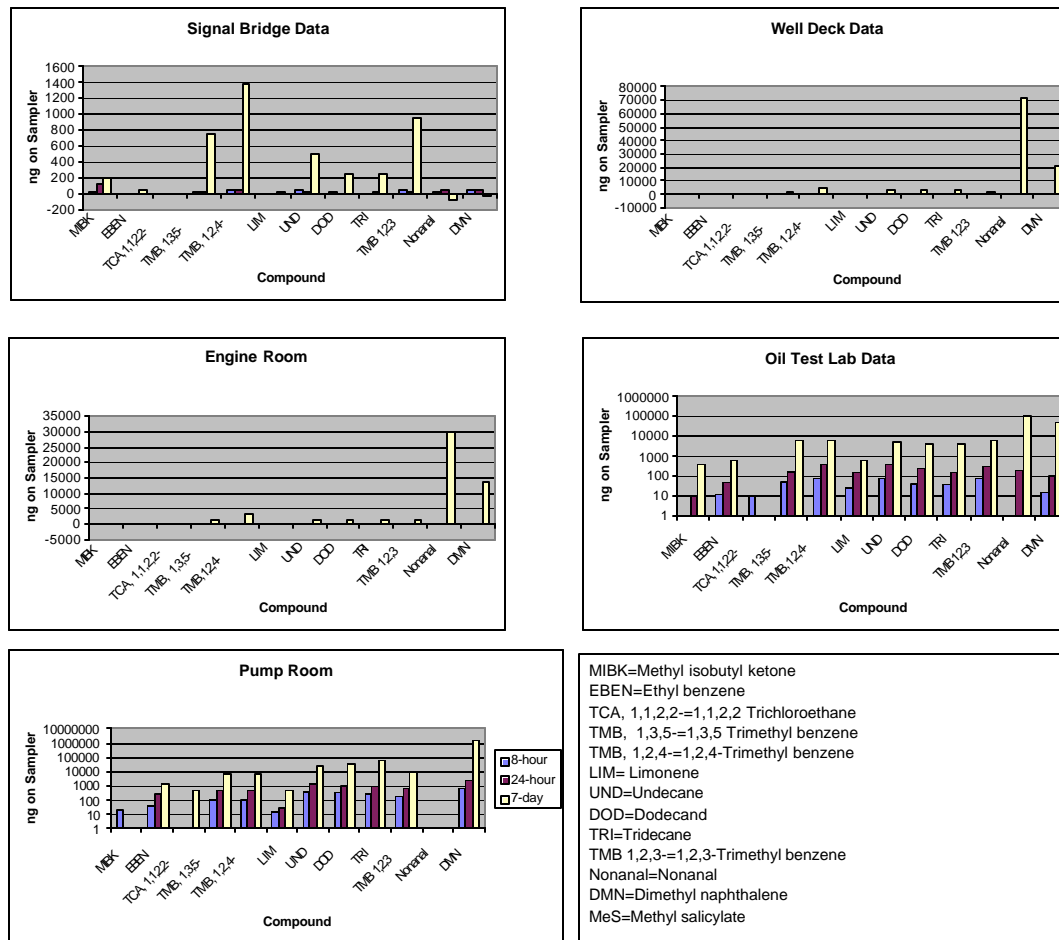 Signal Bridge Data
ng on Sampler
1600
1400
1200
1000
800
600
400
200
0
-200
MIBK
EBEN
TCA, 1,1,2,2-
TMB, 1,3,5-
TMB, 1,2,4-
LIM
UND
DOD
TRI
TMB 1,2,3
Nonanal
DMN
Compound
Well Deck Data
ng on Sampler
80000
70000
60000
50000
40000
30000
20000
10000
0
-10000
MIBK
EBEN
TCA, 1,1,2,2-
TMB, 1,3,5-
TMB, 1,2,4-
LIM
UND
DOD
TRI
TMB 1,2,3
Nonanal
DMN
Compound
Engine Room
ng on Sampler
35000
30000
25000
20000
15000
10000
5000
0
-5000
MIBK
EBEN
TCA, 1,1,2,2-
TMB, 1,3,5-
TMB, 1,2,4-
LIM
UND
DOD
TRI
TMB 1,2,3
Nonanal
DMN
Compound
Oil Test Lab Data
ng on Sampler
1000000
100000
10000
1000
100
10
1
MIBK
EBEN
TCA, 1,1,2,2-
TMB, 1,3,5-
TMB, 1,2,4-
LIM
UND
DOD
TRI
TMB 1,2,3
Nonanal
DMN
Compound
Pump Room
ng on Sampler
10000000
1000000
100000
10000
1000
100
10
1
MIBK
EBEN
TCA, 1,1,2,2-
TMB, 1,3,5-
TMB, 1,2,4-
LIM
UND
DOD
TRI
TMB 1,2,3
Nonanal
DMN
Compound
8-hour
24-hour
7-day
MIBK=Methyl isobutyl ketone
EBEN=Ethyl benzene
TCA, 1,1,2,2-=1,1,2,2 Trichloroethane
TMB, 1,3,5-=1,3,5 Trimethyl benzene
TMB, 1,2,4-=1,2,4-Trimethyl benzene
LIM= Limonene
UND=Undecane
DOD=Dodecand
TRI=Tridecane
TMB 1,2,3-=1,2,3-Trimethyl benzene
Nonanal=Nonanal
DMN=Dimethyl naphthalene
MeS=Methyl salicylate